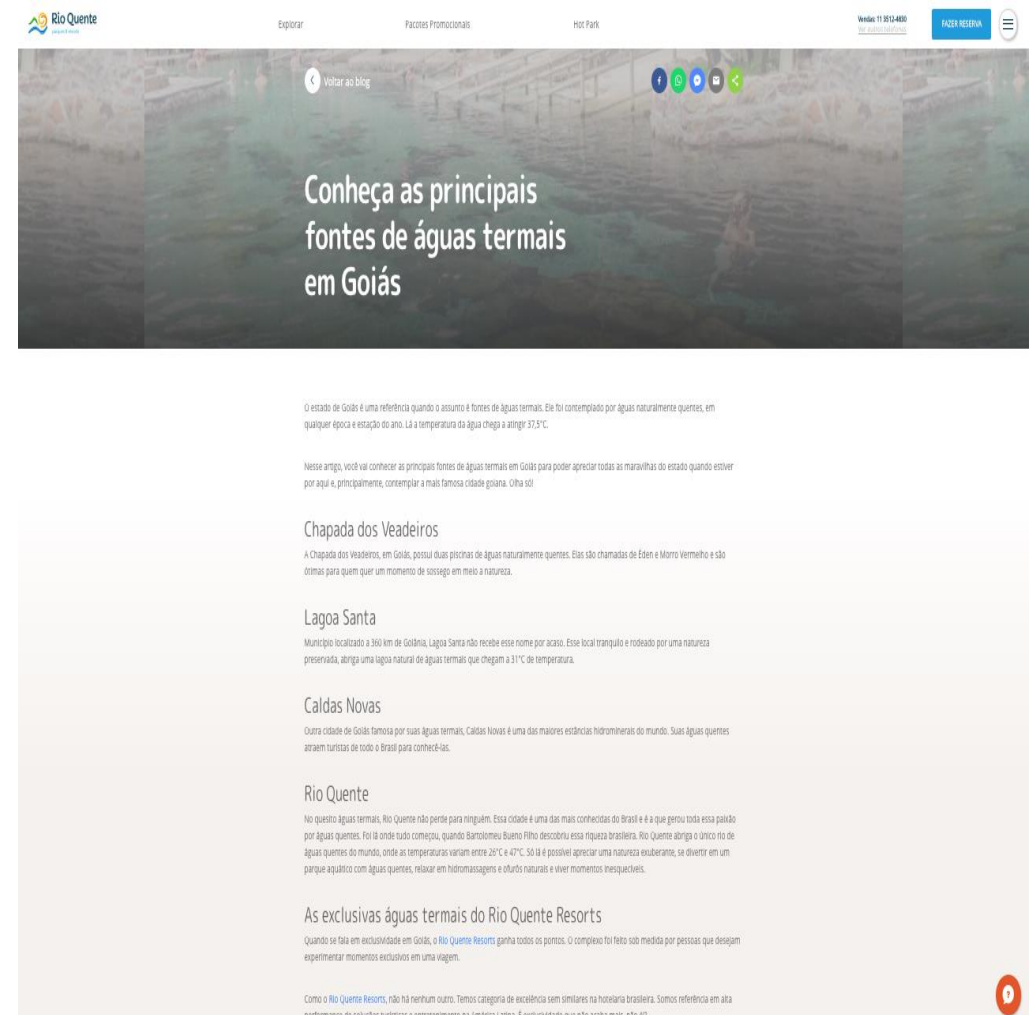 Rio Quente
Explorar
Pacotes Promocionais
Hot Park
Vendas: 11 3512-4830
Ver outros telefones
FAZER RESERVA
Voltar ao blog
Conheça as principais
fontes de águas termais
em Goiás
O estado de Goiás é uma referência quando o assunto é fontes de águas termais. Ele foi contemplado por águas naturalmente quentes, em
qualquer época e estação do ano. Lá a temperatura da água chega a atingir 37,5°C.
Nesse artigo, você vai conhecer as principais fontes de águas termais em Goiás para poder apreciar todas as maravilhas do estado quando estiver
por aqui e, principalmente, contemplar a mais famosa cidade goiana. Olha só!
Chapada dos Veadeiros
A Chapada dos Veadeiros, em Goiás, possui duas piscinas de águas naturalmente quentes. Elas são chamadas de Éden e Morro Vermelho e são
ótimas para quem quer um momento de sossego em meio a natureza.
Lagoa Santa
Município localizado a 360 km de Goiânia, Lagoa Santa não recebe esse nome por acaso. Esse local tranquilo e rodeado por uma natureza
preservada, abriga uma lagoa natural de águas termais que chegam a 31°C de temperatura.
Caldas Novas
Outra cidade de Goiás famosa por suas águas termais, Caldas Novas é uma das maiores estâncias hidrominerais do mundo. Suas águas quentes
atraem turistas de todo o Brasil para conhecê-las.
Rio Quente
No quesito águas termais, Rio Quente não perde para ninguém. Essa cidade é uma das mais conhecidas do Brasil e é a que gerou toda essa paixão
por águas quentes. Foi lá onde tudo começou, quando Bartolomeu Bueno Filho descobriu essa riqueza brasileira, Rio Quente abriga o único rio de
águas quentes do mundo, onde as temperaturas variam entre 26°C e 47°C. Só lá é possível apreciar uma natureza exuberante, se divertir em um
parque aquático com águas quentes, relaxar em hidromassagens e ofurôs naturais e viver momentos inesquecíveis.
As exclusivas águas termais do Rio Quente Resorts
Quando se fala em exclusividade em Goiás, o Rio Quente Resorts ganha todos os pontos. O complexo foi feito sob medida por pessoas que desejam
experimentar momentos exclusivos em uma viagem.
Como o Rio Quente Resorts, não há nenhum outro. Temos categoria de excelência sem similares na hotelaria brasileira. Somos referência em alta